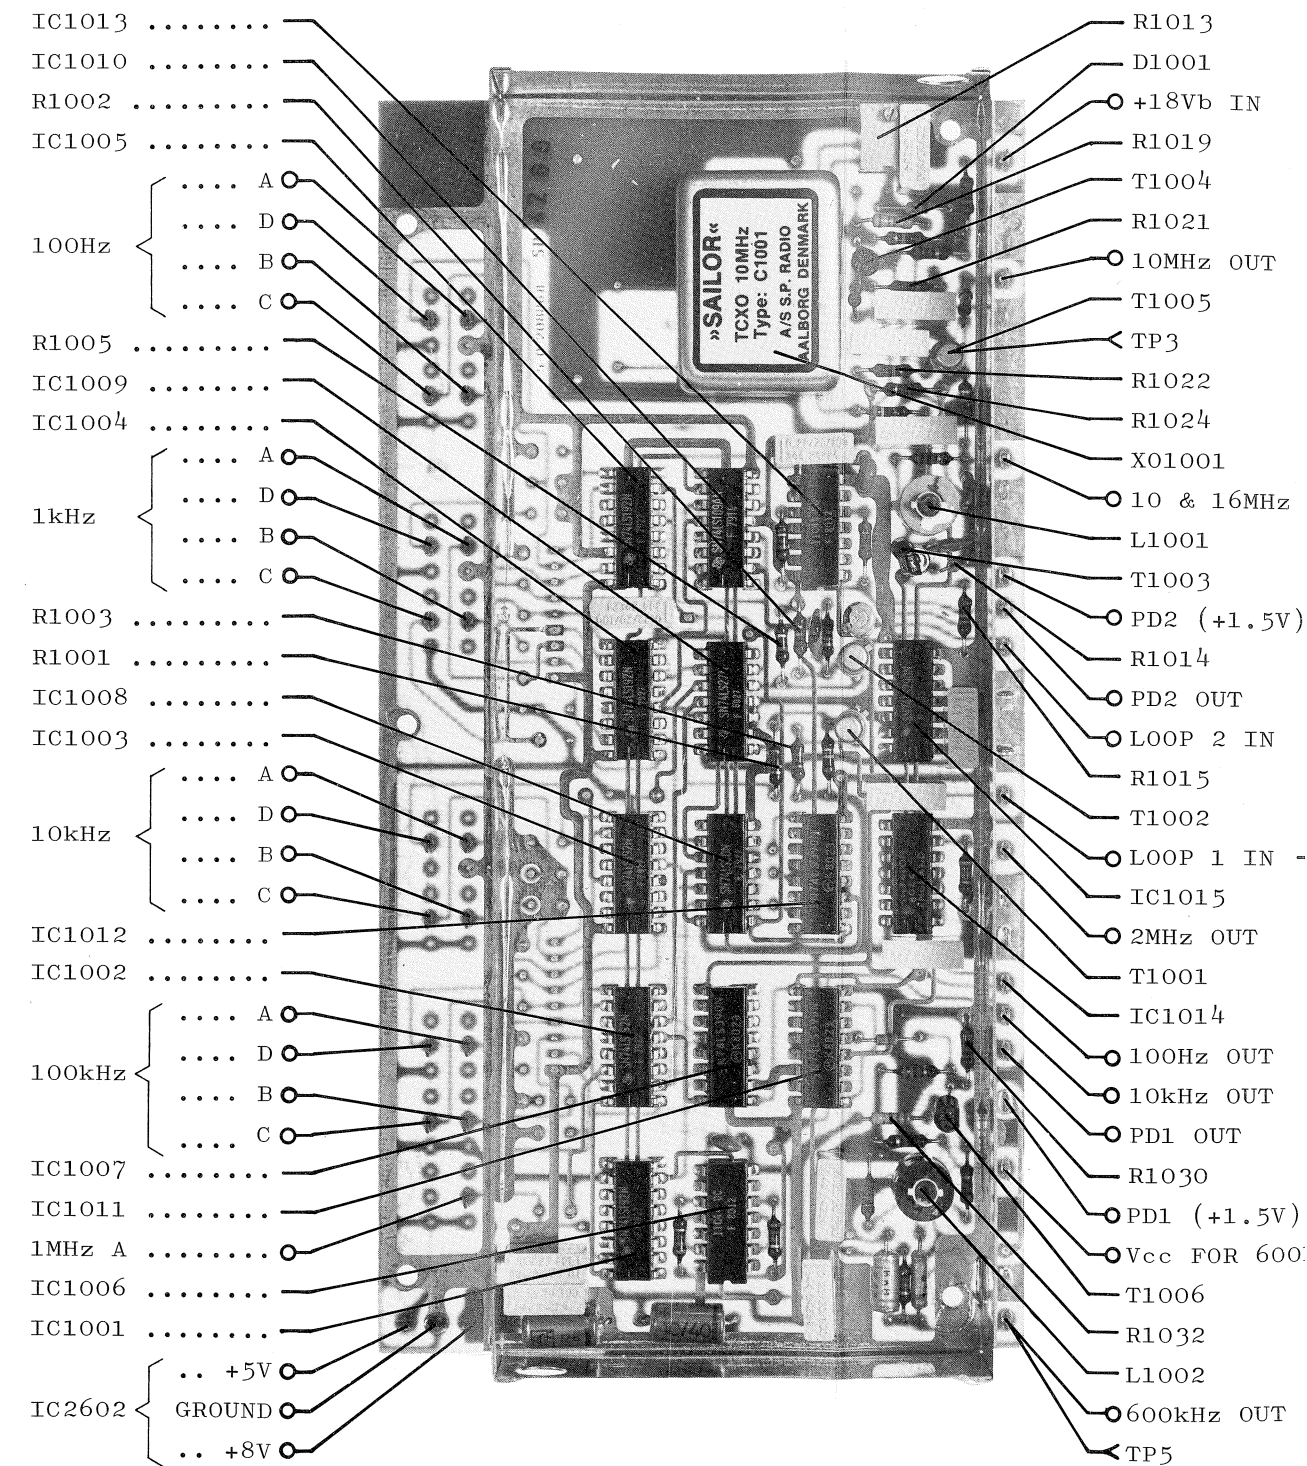 IC1013 ........
IC1010 ........
R1002 .........
IC1005 ........
100Hz
.... A
.... D
.... B
.... C
R1005 .........
IC1009 ........
IC1004 ........
1kHz
.... A
.... D
.... B
.... C
R1003 .........
R1001 .........
IC1008 ........
IC1003 ........
10kHz
.... A
.... D
.... B
.... C
IC1012 ........
IC1002 ........
100kHz
.... A
.... D
.... B
.... C
IC1007 ........
IC1011 ........
1MHz A ........
IC1006 ........
IC1001 ........
IC2602
.. +5V
GROUND
.. +8V
»SAILOR«
TCXO 10MHz
Type: C1001
A/S S.P. RADIO
AALBORG DENMARK
R1013
D1001
+18Vb IN
R1019
T1004
R1021
10MHz OUT
T1005
TP3
R1022
R1024
XO1001
10 & 16MHz
L1001
T1003
PD2 (+1.5V)
R1014
PD2 OUT
LOOP 2 IN
R1015
T1002
LOOP 1 IN -
IC1015
2MHz OUT
T1001
IC1014
100Hz OUT
10kHz OUT
PD1 OUT
R1030
PD1 (+1.5V)
Vcc FOR 600
T1006
R1032
L1002
600kHz OUT
TP5